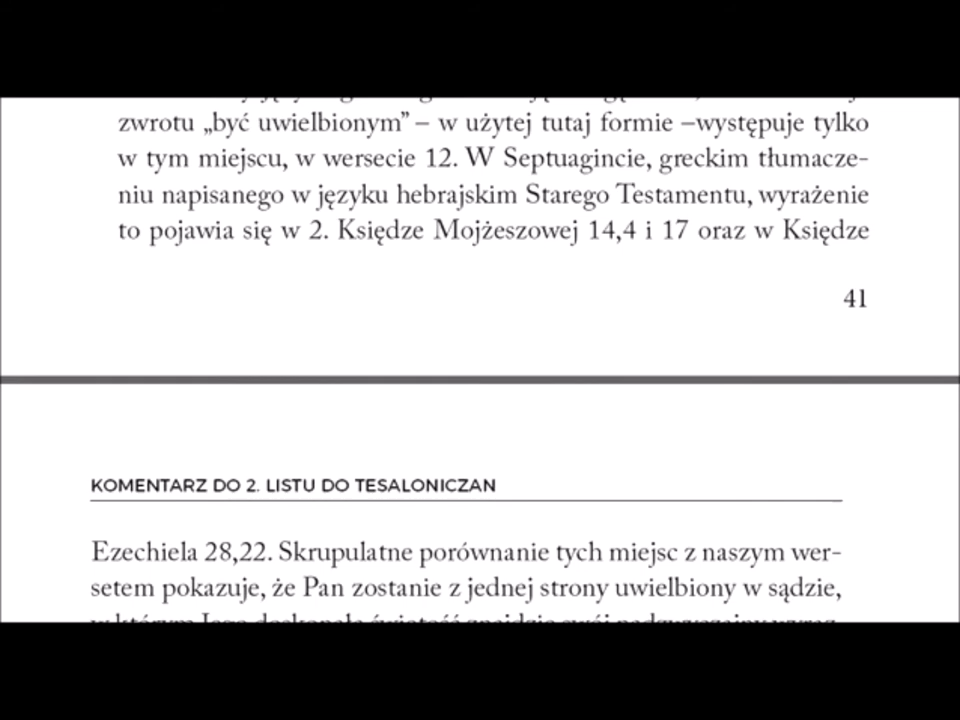 zwrotu „być uwielbionym” – w użytej tutaj formie –występuje tylko
w tym miejscu, w wersecie 12. W Septuagincie, greckim tłumacze-
niu napisanego w języku hebrajskim Starego Testamentu, wyrażenie
to pojawia się w 2. Księdze Mojżeszowej 14,4 i 17 oraz w Księdze
41
KOMENTARZ DO 2. LISTU DO TESALONICZAN
Ezechiela 28,22. Skrupulatne porównanie tych miejsc z naszym wer-
setem pokazuje, że Pan zostanie z jednej strony uwielbiony w sądzie,